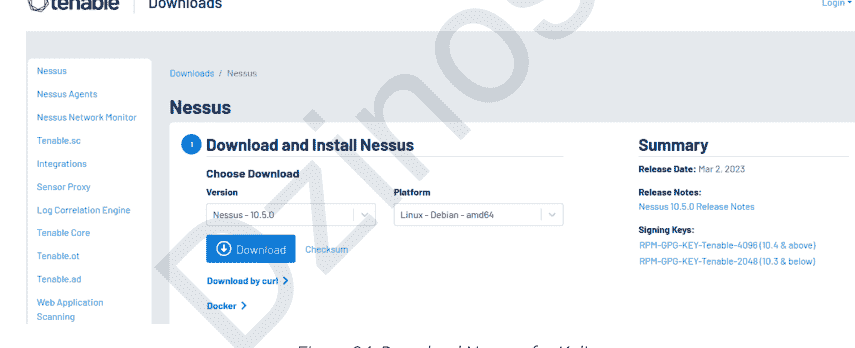 tenable
Downloads
Login
Nessus
Nessus Agents
Nessus Network Monitor
Tenable.sc
Integrations
Sensor Proxy
Log Correlation Engine
Tenable Core
Tenable.ot
Tenable.ad
Web Application
Scanning
Downloads / Nessus
Nessus
1 Download and Install Nessus
Choose Download
Version
Platform
Nessus - 10.5.0
Linux - Debian - amd64
Download
Checksum
Download by curl >
Docker >
Summary
Release Date: Mar 2, 2023
Release Notes:
Nessus 10.5.0 Release Notes
Signing Keys:
RPM-GPG-KEY-Tenable-4096 (10.4 & above)
RPM-GPG-KEY-Tenable-2048 (10.3 & below)
Dzinos